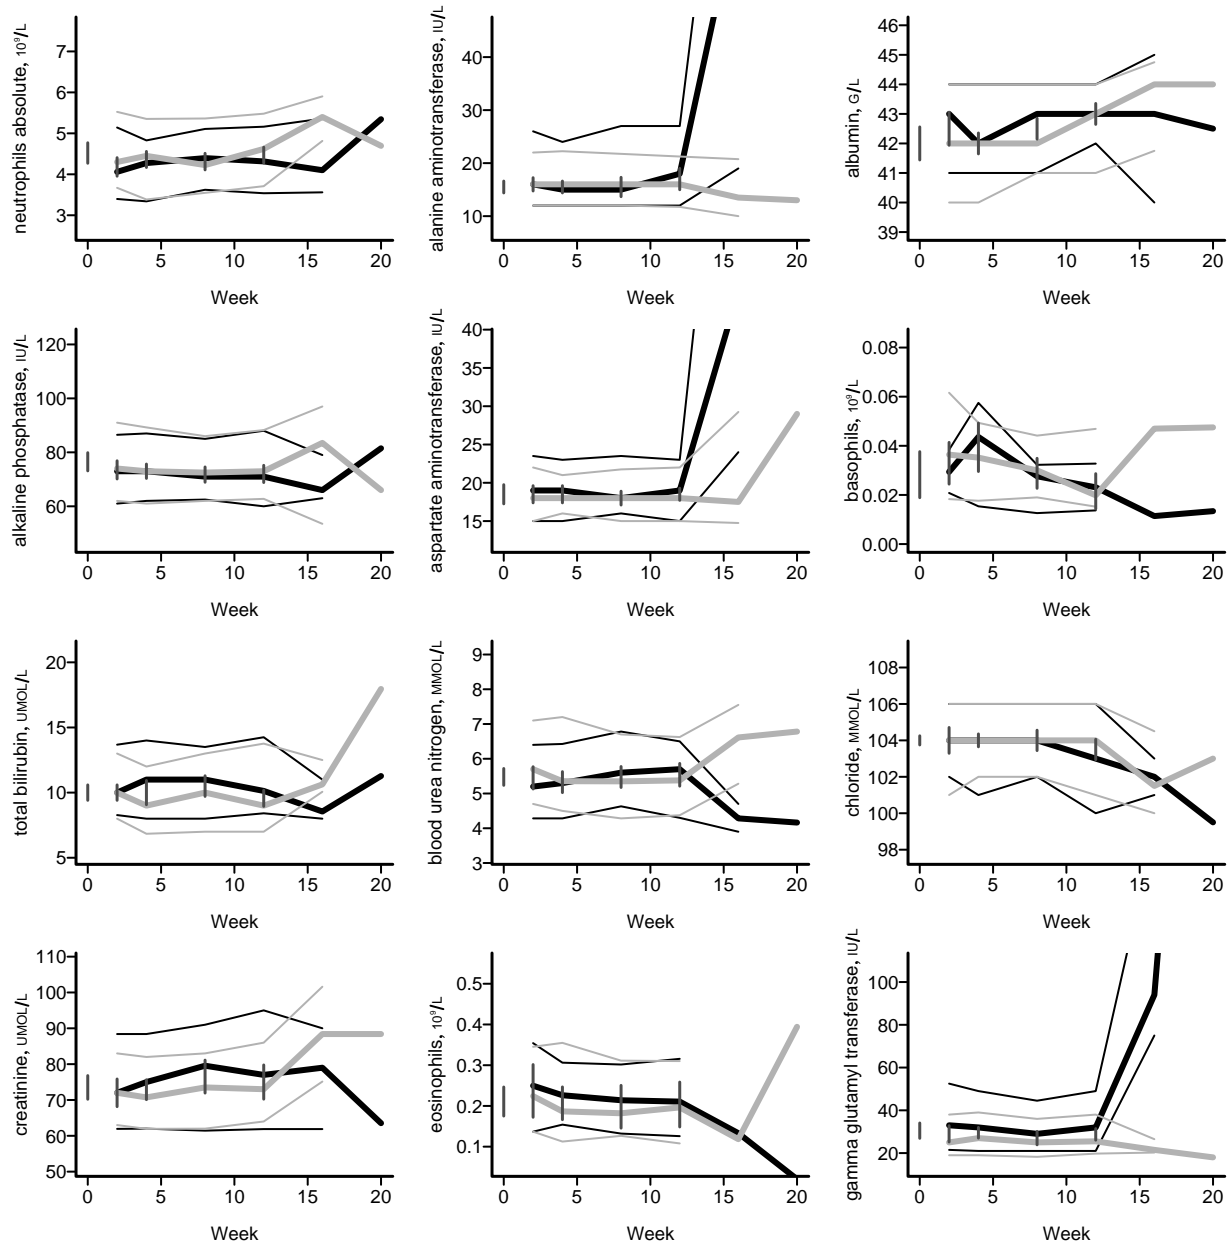 neutrophils absolute, 10⁹/L
7
6
5
4
3
0 5 10 15 20
Week
alanine aminotransferase, IU/L
40
30
20
10
0 5 10 15 20
Week
albumin, G/L
46
45
44
43
42
41
40
39
0 5 10 15 20
Week
alkaline phosphatase, IU/L
120
100
80
60
0 5 10 15 20
Week
aspartate aminotransferase, IU/L
40
35
30
25
20
15
0 5 10 15 20
Week
basophils, 10⁹/L
0.08
0.06
0.04
0.02
0.00
0 5 10 15 20
Week
total bilirubin, UMOL/L
20
15
10
5
0 5 10 15 20
Week
blood urea nitrogen, MMOL/L
9
8
7
6
5
4
3
0 5 10 15 20
Week
chloride, MMOL/L
108
106
104
102
100
98
0 5 10 15 20
Week
creatinine, UMOL/L
110
100
90
80
70
60
50
0 5 10 15 20
Week
eosinophils, 10⁹/L
0.5
0.4
0.3
0.2
0.1
0 5 10 15 20
Week
gamma glutamyl transferase, IU/L
100
80
60
40
20
0 5 10 15 20
Week